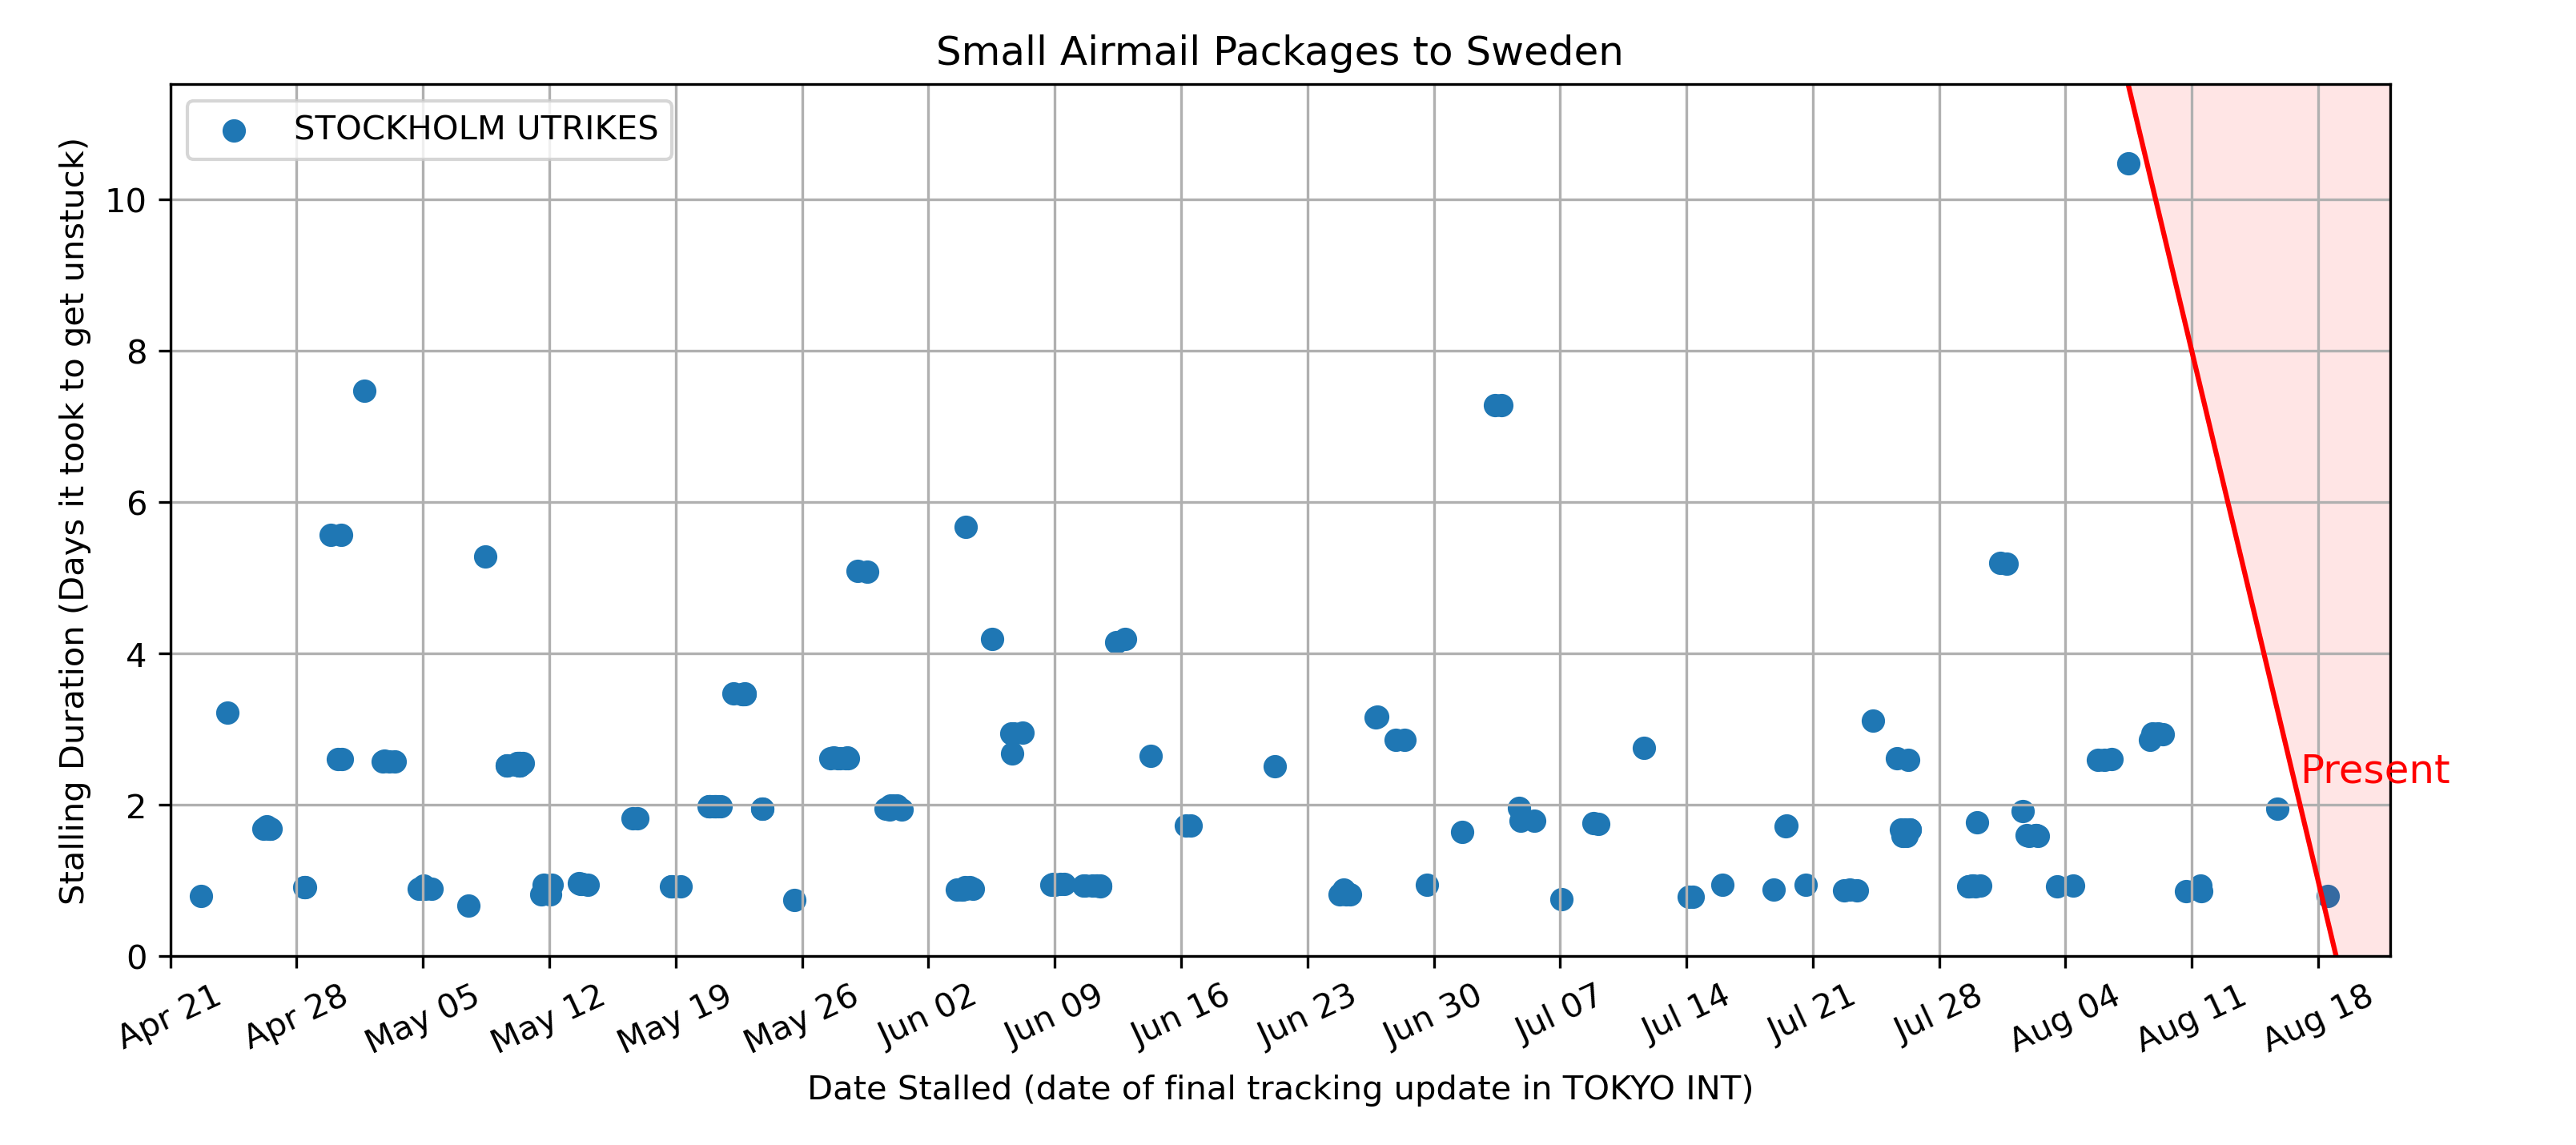 Small Airmail Packages to Sweden
STOCKHOLM UTRIKES
Stalling Duration (Days it took to get unstuck)
10
8
6
4
2
0
Present
Apr 21
Apr 28
May 05
May 12
May 19
May 26
Jun 02
Jun 09
Jun 16
Jun 23
Jun 30
Jul 07
Jul 14
Jul 21
Jul 28
Aug 04
Aug 11
Aug 18
Date Stalled (date of final tracking update in TOKYO INT)